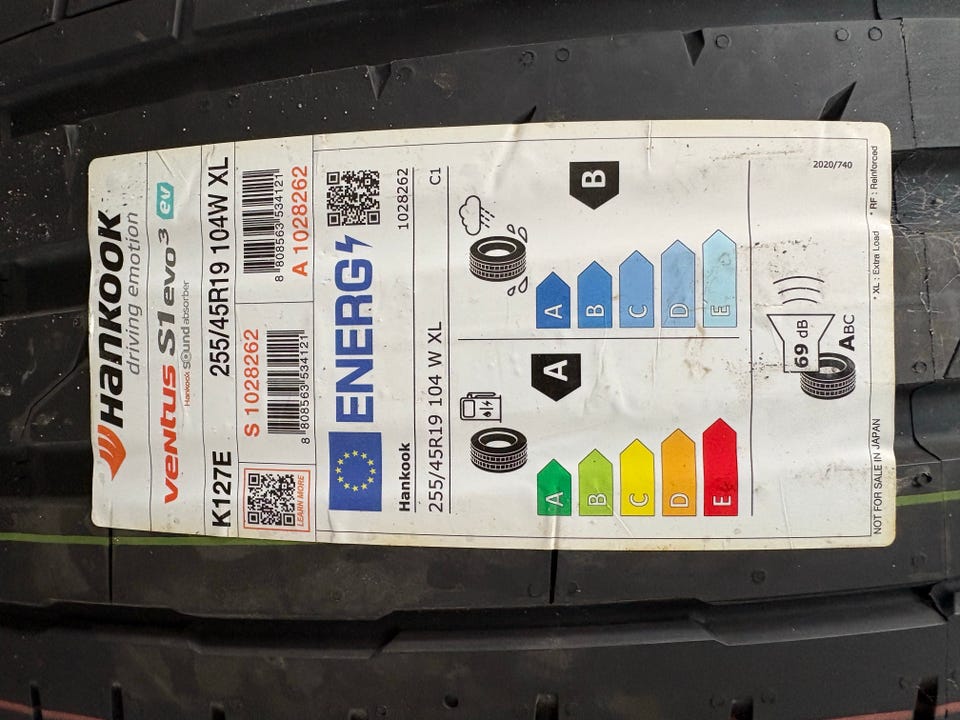 Hankook
driving emotion
ventus S1 evo 3 ev
Hankook sound absorber
K127E 255/45R19 104W XL
LEARN MORE
S 1028262
8 808563 534121
8 808563 534121
A 1028262
ENERG
Hankook 1028262
255/45R19 104 W XL C1
A
B
A
B
C
D
E
A
B
C
D
E
69 dB
ABC
2020/740
NOT FOR SALE IN JAPAN * XL : Extra Load * RF : Reinforced